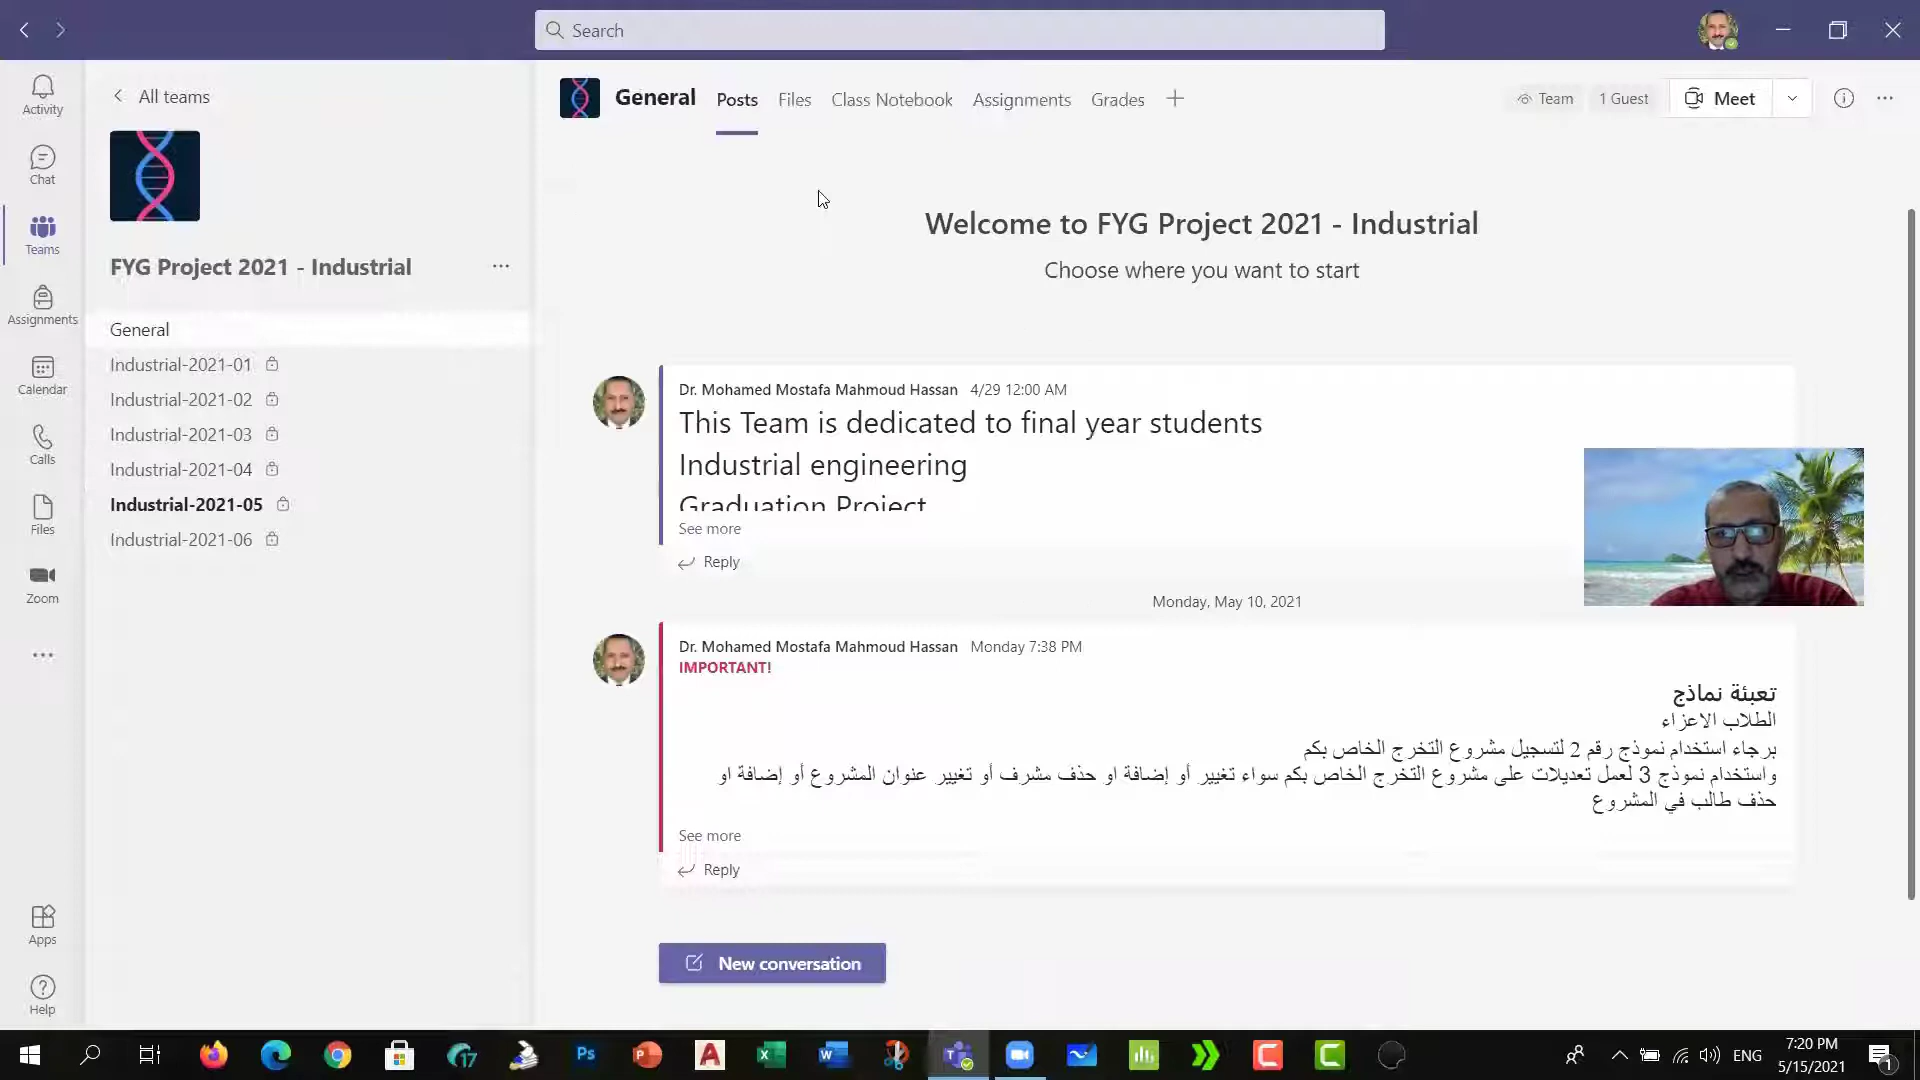 Search
Activity
Chat
Teams
Assignments
Calendar
Calls
Files
Zoom
Apps
Help
All teams
FYG Project 2021 - Industrial
General
Industrial-2021-01
Industrial-2021-02
Industrial-2021-03
Industrial-2021-04
Industrial-2021-05
Industrial-2021-06
General Posts Files Class Notebook Assignments Grades
Team 1 Guest Meet
Welcome to FYG Project 2021 - Industrial
Choose where you want to start
Dr. Mohamed Mostafa Mahmoud Hassan 4/29 12:00 AM
This Team is dedicated to final year students
Industrial engineering
Graduation Project
See more
Reply
Monday, May 10, 2021
Dr. Mohamed Mostafa Mahmoud Hassan Monday 7:38 PM
IMPORTANT!
تعبئة نماذج
الطلاب الاعزاء
برجاء استخدام نموذج رقم 2 لتسجيل مشروع التخرج الخاص بكم
واستخدام نموذج 3 لعمل تعديلات على مشروع التخرج الخاص بكم سواء تغيير أو إضافة او حذف مشرف أو تغيير عنوان المشروع أو إضافة او
حذف طالب في المشروع
See more
Reply
New conversation
17
Ps
ENG
7:20 PM
5/15/2021
1